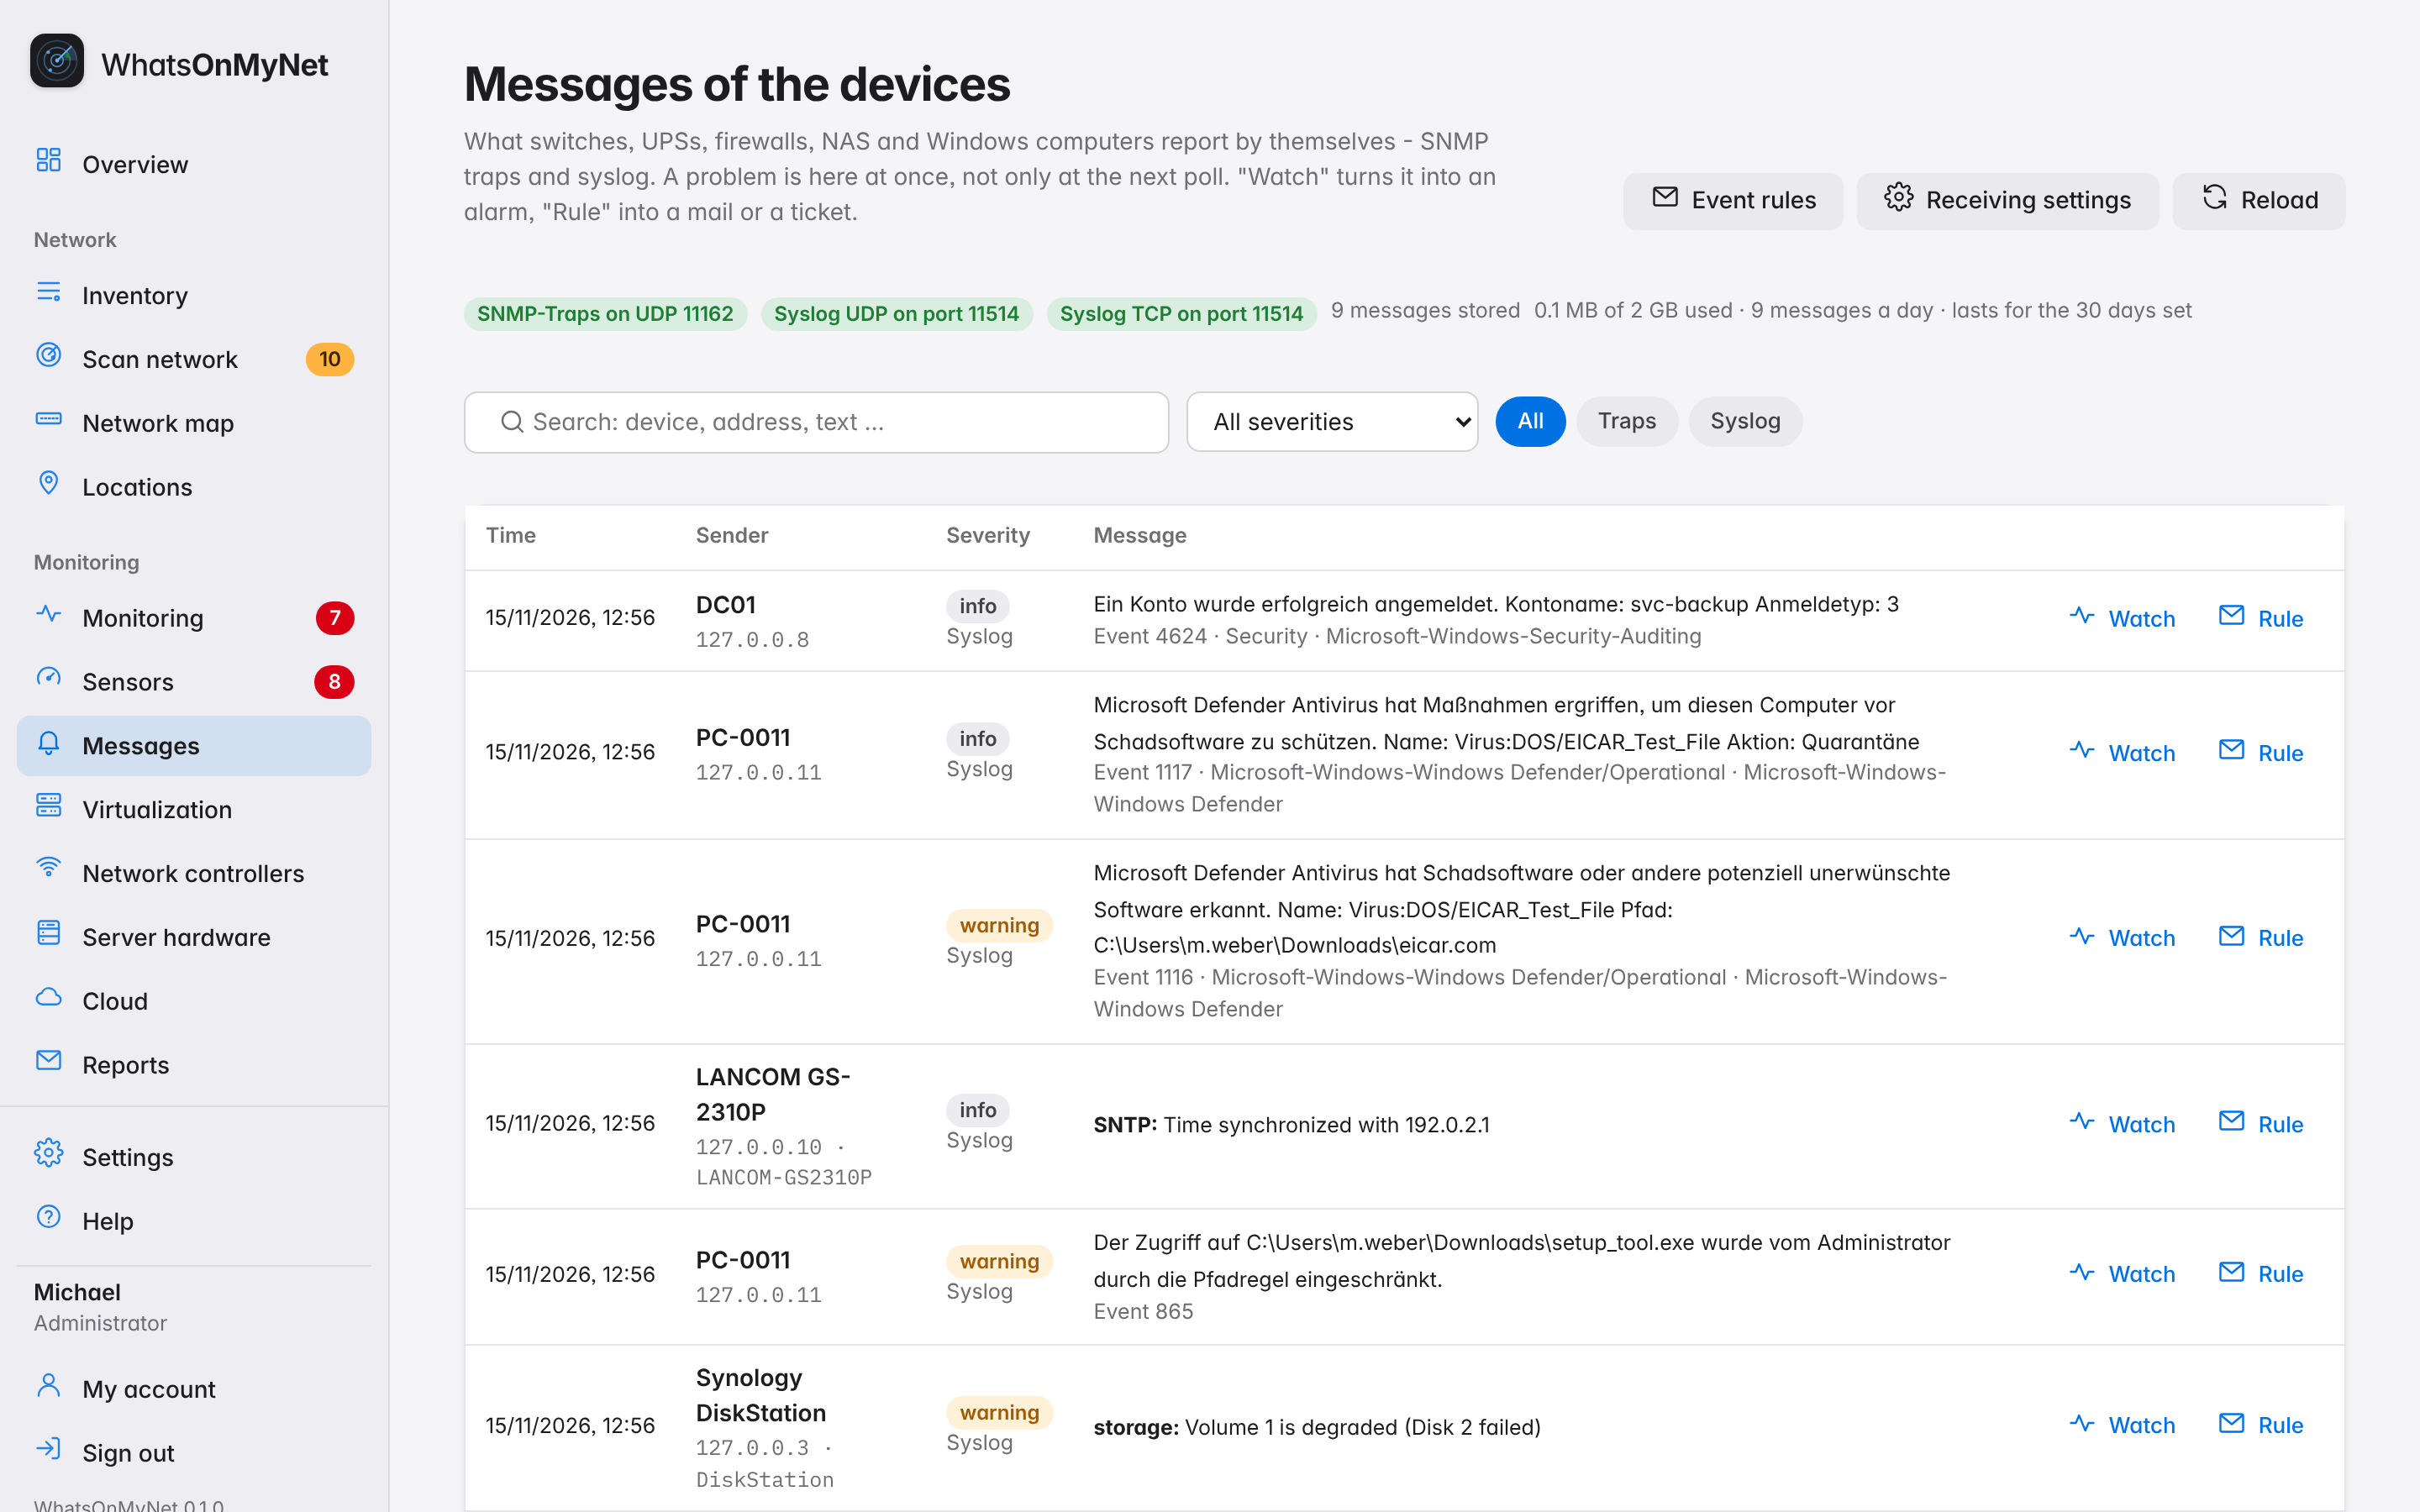 WhatsOnMyNet
Overview
Network
Inventory
Scan network 10
Network map
Locations
Monitoring
Monitoring 7
Sensors 8
Messages
Virtualization
Network controllers
Server hardware
Cloud
Reports
Settings
Help
Michael
Administrator
My account
Sign out
WhatsOnMyNet 0.1.0
Messages of the devices
What switches, UPSs, firewalls, NAS and Windows computers report by themselves - SNMP
traps and syslog. A problem is here at once, not only at the next poll. "Watch" turns it into an
alarm, "Rule" into a mail or a ticket.
Event rules Receiving settings Reload
SNMP-Traps on UDP 11162 Syslog UDP on port 11514 Syslog TCP on port 11514 9 messages stored 0.1 MB of 2 GB used · 9 messages a day · lasts for the 30 days set
Search: device, address, text ... All severities All Traps Syslog
Time Sender Severity Message
15/11/2026, 12:56
DC01
127.0.0.8
info
Syslog
Ein Konto wurde erfolgreich angemeldet. Kontoname: svc-backup Anmeldetyp: 3
Event 4624 · Security · Microsoft-Windows-Security-Auditing
Watch Rule
15/11/2026, 12:56
PC-0011
127.0.0.11
info
Syslog
Microsoft Defender Antivirus hat Maßnahmen ergriffen, um diesen Computer vor
Schadsoftware zu schützen. Name: Virus:DOS/EICAR_Test_File Aktion: Quarantäne
Event 1117 · Microsoft-Windows-Windows Defender/Operational · Microsoft-Windows-
Windows Defender
Watch Rule
15/11/2026, 12:56
PC-0011
127.0.0.11
warning
Syslog
Microsoft Defender Antivirus hat Schadsoftware oder andere potenziell unerwünschte
Software erkannt. Name: Virus:DOS/EICAR_Test_File Pfad:
C:\Users\m.weber\Downloads\eicar.com
Event 1116 · Microsoft-Windows-Windows Defender/Operational · Microsoft-Windows-
Windows Defender
Watch Rule
15/11/2026, 12:56
LANCOM GS-
2310P
127.0.0.10 ·
LANCOM-GS2310P
info
Syslog
SNTP: Time synchronized with 192.0.2.1
Watch Rule
15/11/2026, 12:56
PC-0011
127.0.0.11
warning
Syslog
Der Zugriff auf C:\Users\m.weber\Downloads\setup_tool.exe wurde vom Administrator
durch die Pfadregel eingeschränkt.
Event 865
Watch Rule
15/11/2026, 12:56
Synology
DiskStation
127.0.0.3 ·
DiskStation
warning
Syslog
storage: Volume 1 is degraded (Disk 2 failed)
Watch Rule